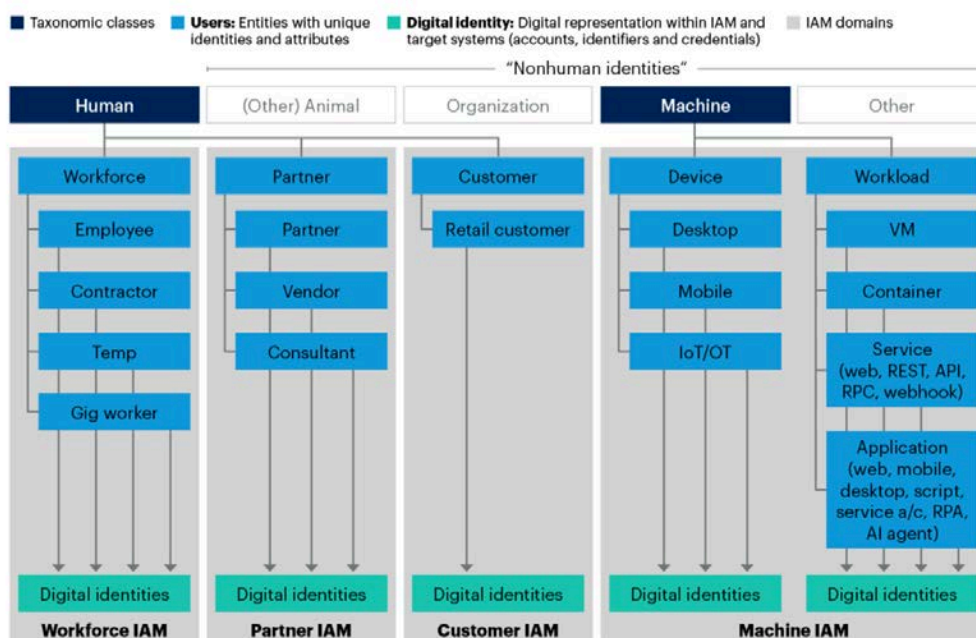 Taxonomic classes
Users: Entities with unique
identities and attributes
Digital identity: Digital representation within IAM and
target systems (accounts, identifiers and credentials)
IAM domains
"Nonhuman identities"
Human
(Other) Animal
Organization
Machine
Other
Workforce
Partner
Customer
Device
Workload
Employee
Partner
Retail customer
Desktop
VM
Contractor
Vendor
Mobile
Container
Temp
Consultant
IoT/OT
Service
(web, REST, API,
RPC, webhook)
Gig worker
Application
(web, mobile,
desktop, script,
service a/c, RPA,
AI agent)
Digital identities
Digital identities
Digital identities
Digital identities
Digital identities
Workforce IAM
Partner IAM
Customer IAM
Machine IAM